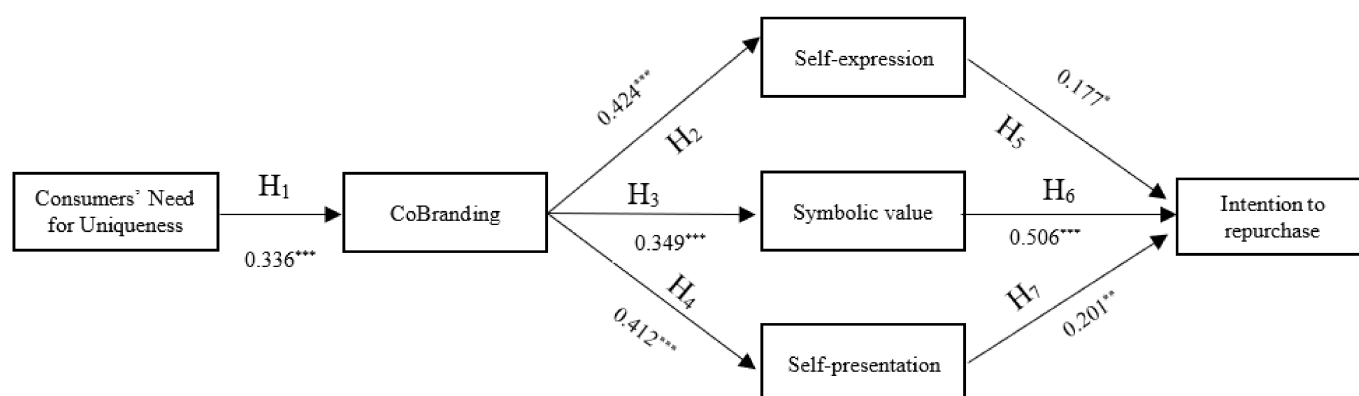 Self-expression
0.424***
0.177*
H2
H5
Consumers’ Need
for Uniqueness
H1
0.336***
CoBranding
H3
0.349***
Symbolic value
H6
0.506***
Intention to
repurchase
H4
0.412***
H7
0.201**
Self-presentation